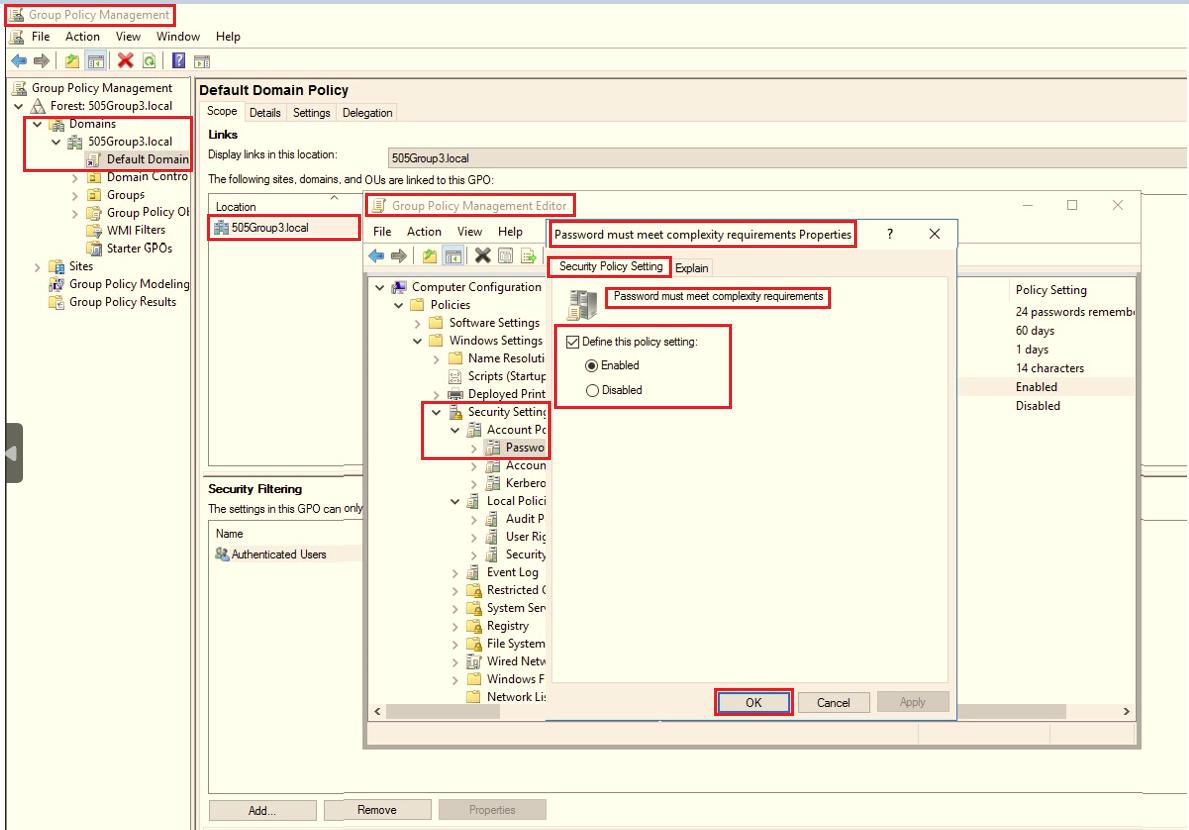 Group Policy Management
File Action View Window Help
Group Policy Management
Forest: 505Group3.local
Domains
505Group3.local
Default Domain
Domain Contro
Groups
Group Policy Ob
WMI Filters
Starter GPOs
Sites
Group Policy Modeling
Group Policy Results
Default Domain Policy
Scope Details Settings Delegation
Links
Display links in this location: 505Group3.local
The following sites, domains, and OUs are linked to this GPO:
Location
505Group3.local
Security Filtering
The settings in this GPO can only
Name
Authenticated Users
Add... Remove Properties
Group Policy Management Editor
File Action View Help
Computer Configuration
Policies
Software Settings
Windows Settings
Name Resoluti
Scripts (Startup
Deployed Print
Security Setting
Account Po
Passwo
Accoun
Kerbero
Local Polici
Audit P
User Rig
Security
Event Log
Restricted G
System Serv
Registry
File System
Wired Netw
Windows F
Network Lis
Password must meet complexity requirements Properties ?
Security Policy Setting Explain
Password must meet complexity requirements
Define this policy setting:
Enabled
Disabled
OK Cancel Apply
Policy Setting
24 passwords remembe
60 days
1 days
14 characters
Enabled
Disabled